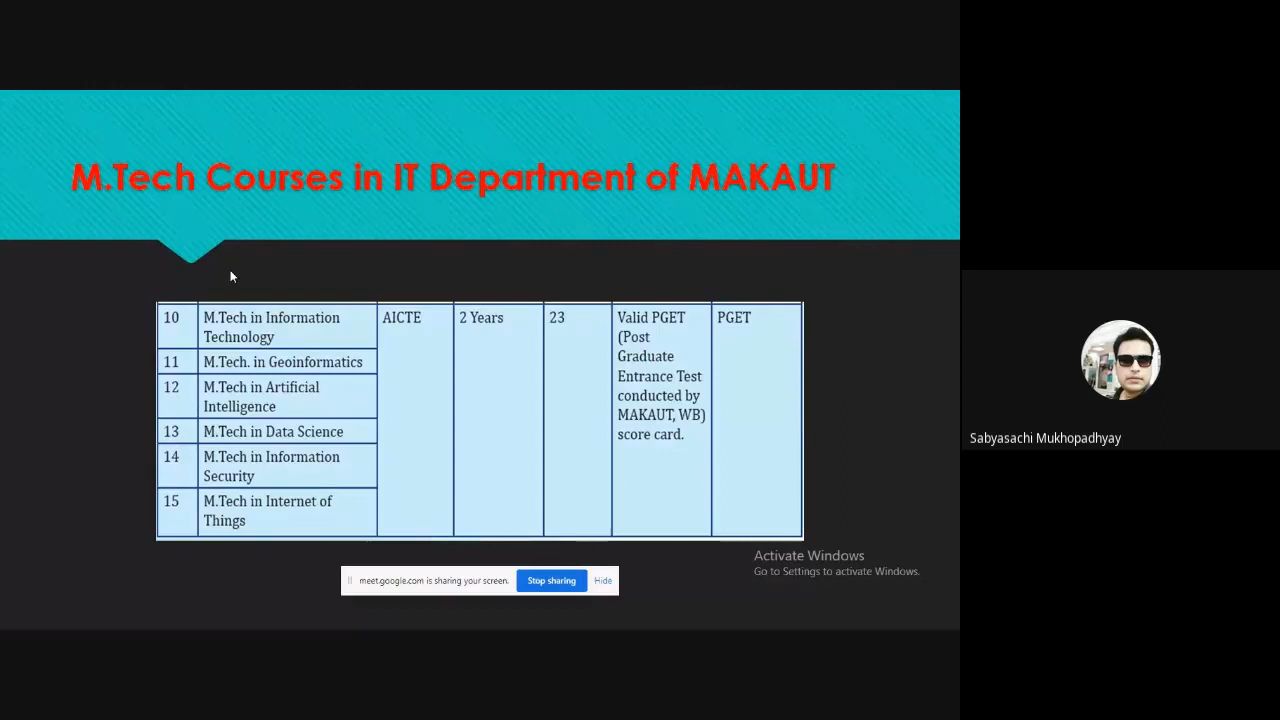 M.Tech Courses in IT Department of MAKAUT
10
M.Tech in Information
Technology
11
M.Tech. in Geoinformatics
12
M.Tech in Artificial
Intelligence
13
M.Tech in Data Science
14
M.Tech in Information
Security
15
M.Tech in Internet of
Things
AICTE
2 Years
23
Valid PGET
(Post
Graduate
Entrance Test
conducted by
MAKAUT, WB)
score card.
PGET
Activate Windows
Go to Settings to activate Windows.
meet.google.com is sharing your screen.
Stop sharing
Hide
Sabyasachi Mukhopadhyay